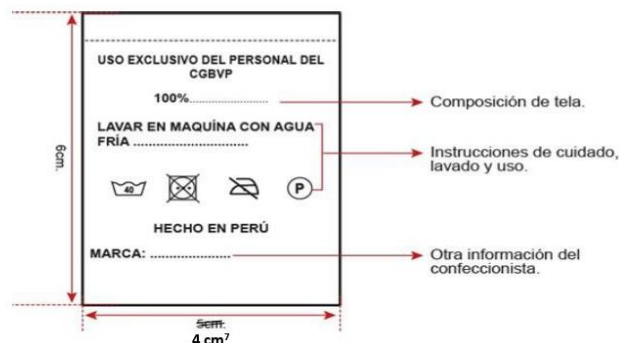 USO EXCLUSIVO DEL PERSONAL DEL
CGBVP
100%........................
Composición de tela.
LAVAR EN MAQUÍNA CON AGUA
FRÍA ............................
Instrucciones de cuidado,
lavado y uso.
6cm.
40
P
HECHO EN PERÚ
MARCA: ....................
Otra información del
confeccionista.
5cm.
4 cm⁷